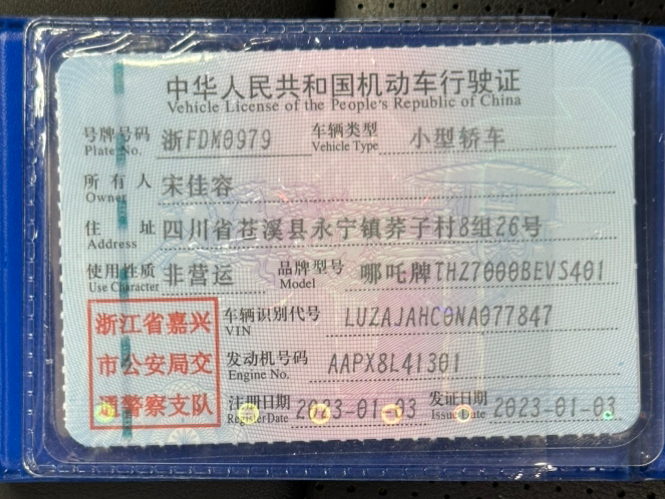 中华人民共和国机动车行驶证
Vehicle License of the People's Republic of China
号牌号码 浙FDM0979 车辆类型 小型轿车
Plate No. Vehicle Type
所有人 宋佳容
Owner
住址 四川省苍溪县永宁镇莽子村8组26号
Address
使用性质 非营运 品牌型号 哪吒牌THZ7000BEVS401
Use Character Model
浙江省嘉兴
市公安局交
通警察支队
车辆识别代号 LUZAJAHC0NA077847
VIN
发动机号码 AAPX8L41301
Engine No.
注册日期 2023-01-03 发证日期 2023-01-03
Register Date Issue Date